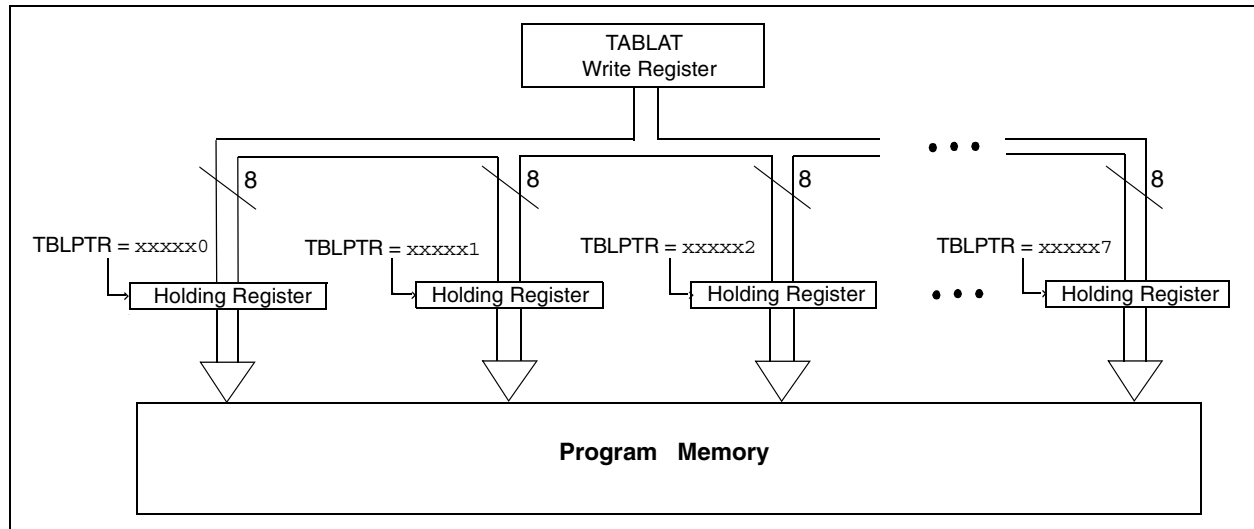 TABLAT
Write Register
8
8
8
8
TBLPTR = xxxxx0
TBLPTR = xxxxx1
TBLPTR = xxxxx2
TBLPTR = xxxxx7
Holding Register
Holding Register
Holding Register
Holding Register
Program Memory